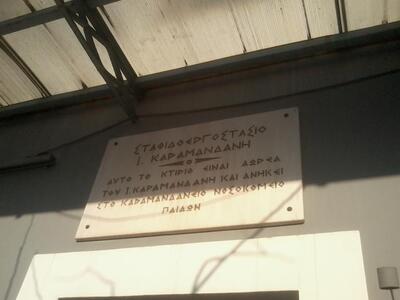 ΣΤΑΦΙΔΟΕΡΓΟΣΤΑΣΙΟ
Ι. ΚΑΡΑΜΑΝΔΑΝΗ
ΑΥΤΟ ΤΟ ΚΤΙΡΙΟ ΕΙΝΑΙ ΔΩΡΕΑ
ΤΟΥ Ι. ΚΑΡΑΜΑΝΔΑΝΗ ΚΑΙ ΑΝΗΚΕΙ
ΣΤΟ ΚΑΡΑΜΑΝΔΑΝΕΙΟ ΝΟΣΟΚΟΜΕΙΟ
ΠΑΙΔΩΝ